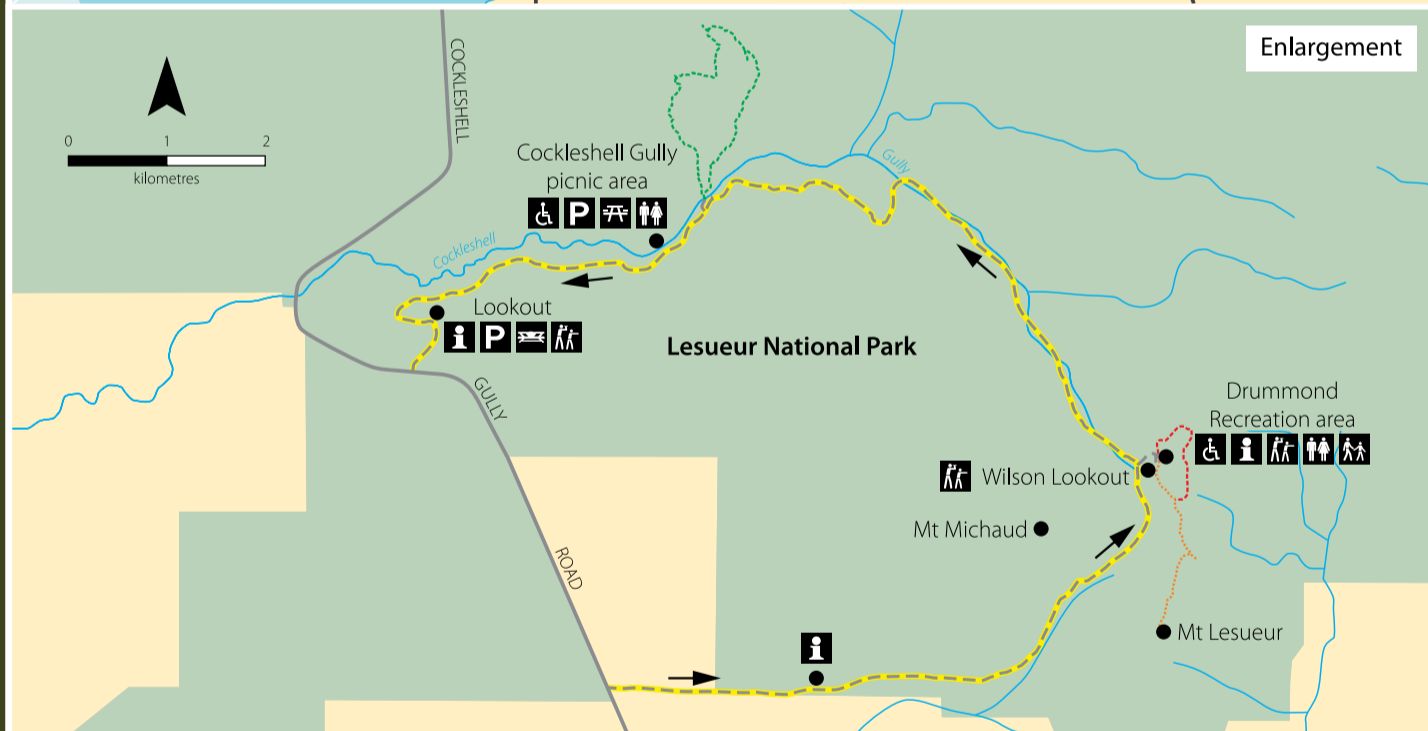 Enlargement
COCKLESHELL
0 1 2
kilometres
Cockleshell Gully
picnic area
P
Gully
Cockleshell
Lookout
i P
Lesueur National Park
GULLY
Drummond
Recreation area
i
Wilson Lookout
Mt Michaud
ROAD
Mt Lesueur
i